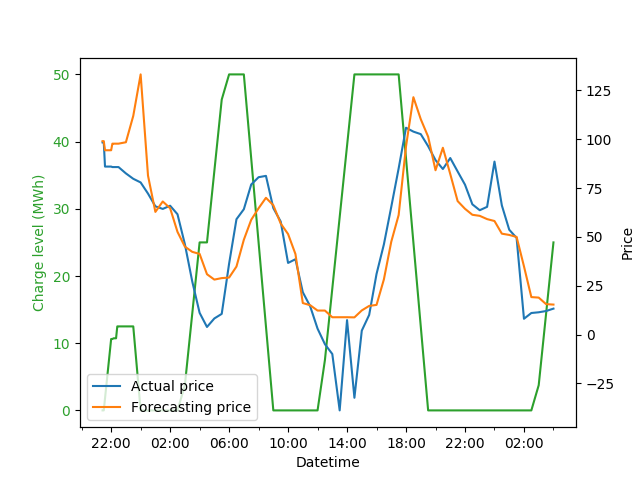 50
40
30
20
10
0
Charge level (MWh)
125
100
75
50
25
0
−25
Price
Actual price
Forecasting price
22:00 02:00 06:00 10:00 14:00 18:00 22:00 02:00
Datetime